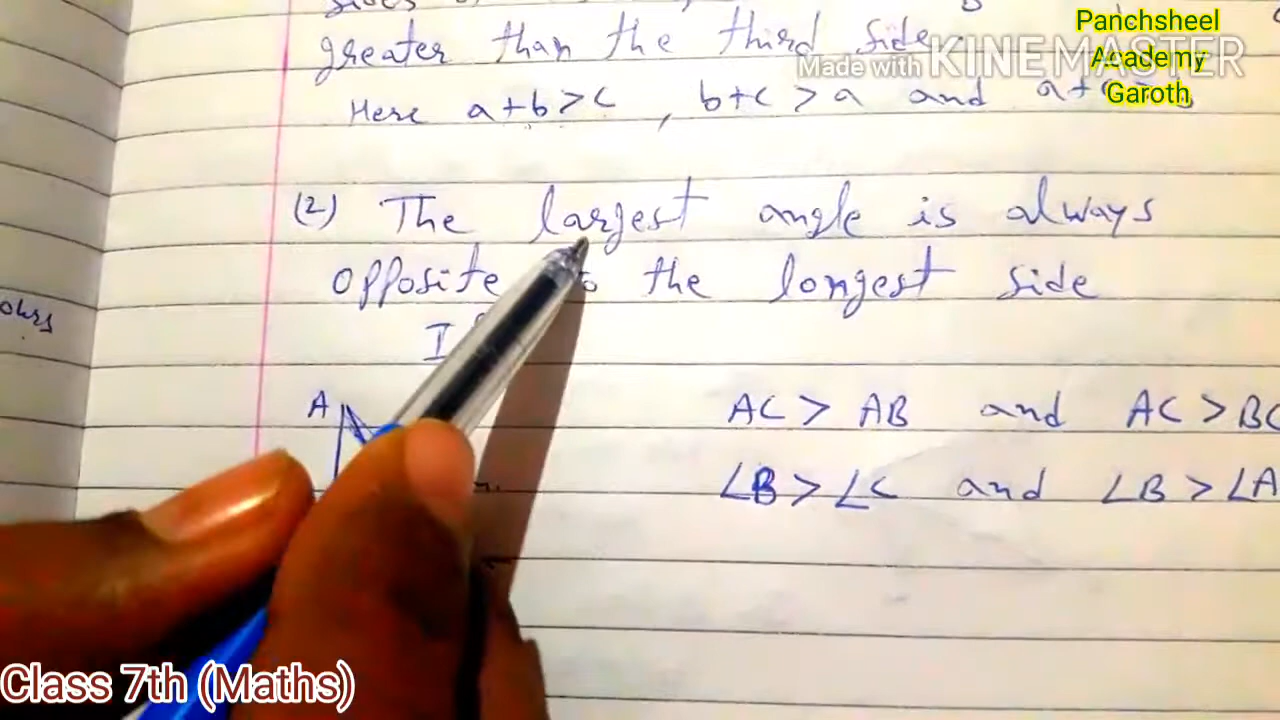 greater than the third side.
Here a+b>c , b+c >a and
(2) The largest angle is always
opposite the longest side
AC > AB and AC > BC
∠B > ∠C and ∠B > ∠A
A
ours
Panchsheel
Academy
Garoth
Made with KINEMASTER
Class 7th (Maths)